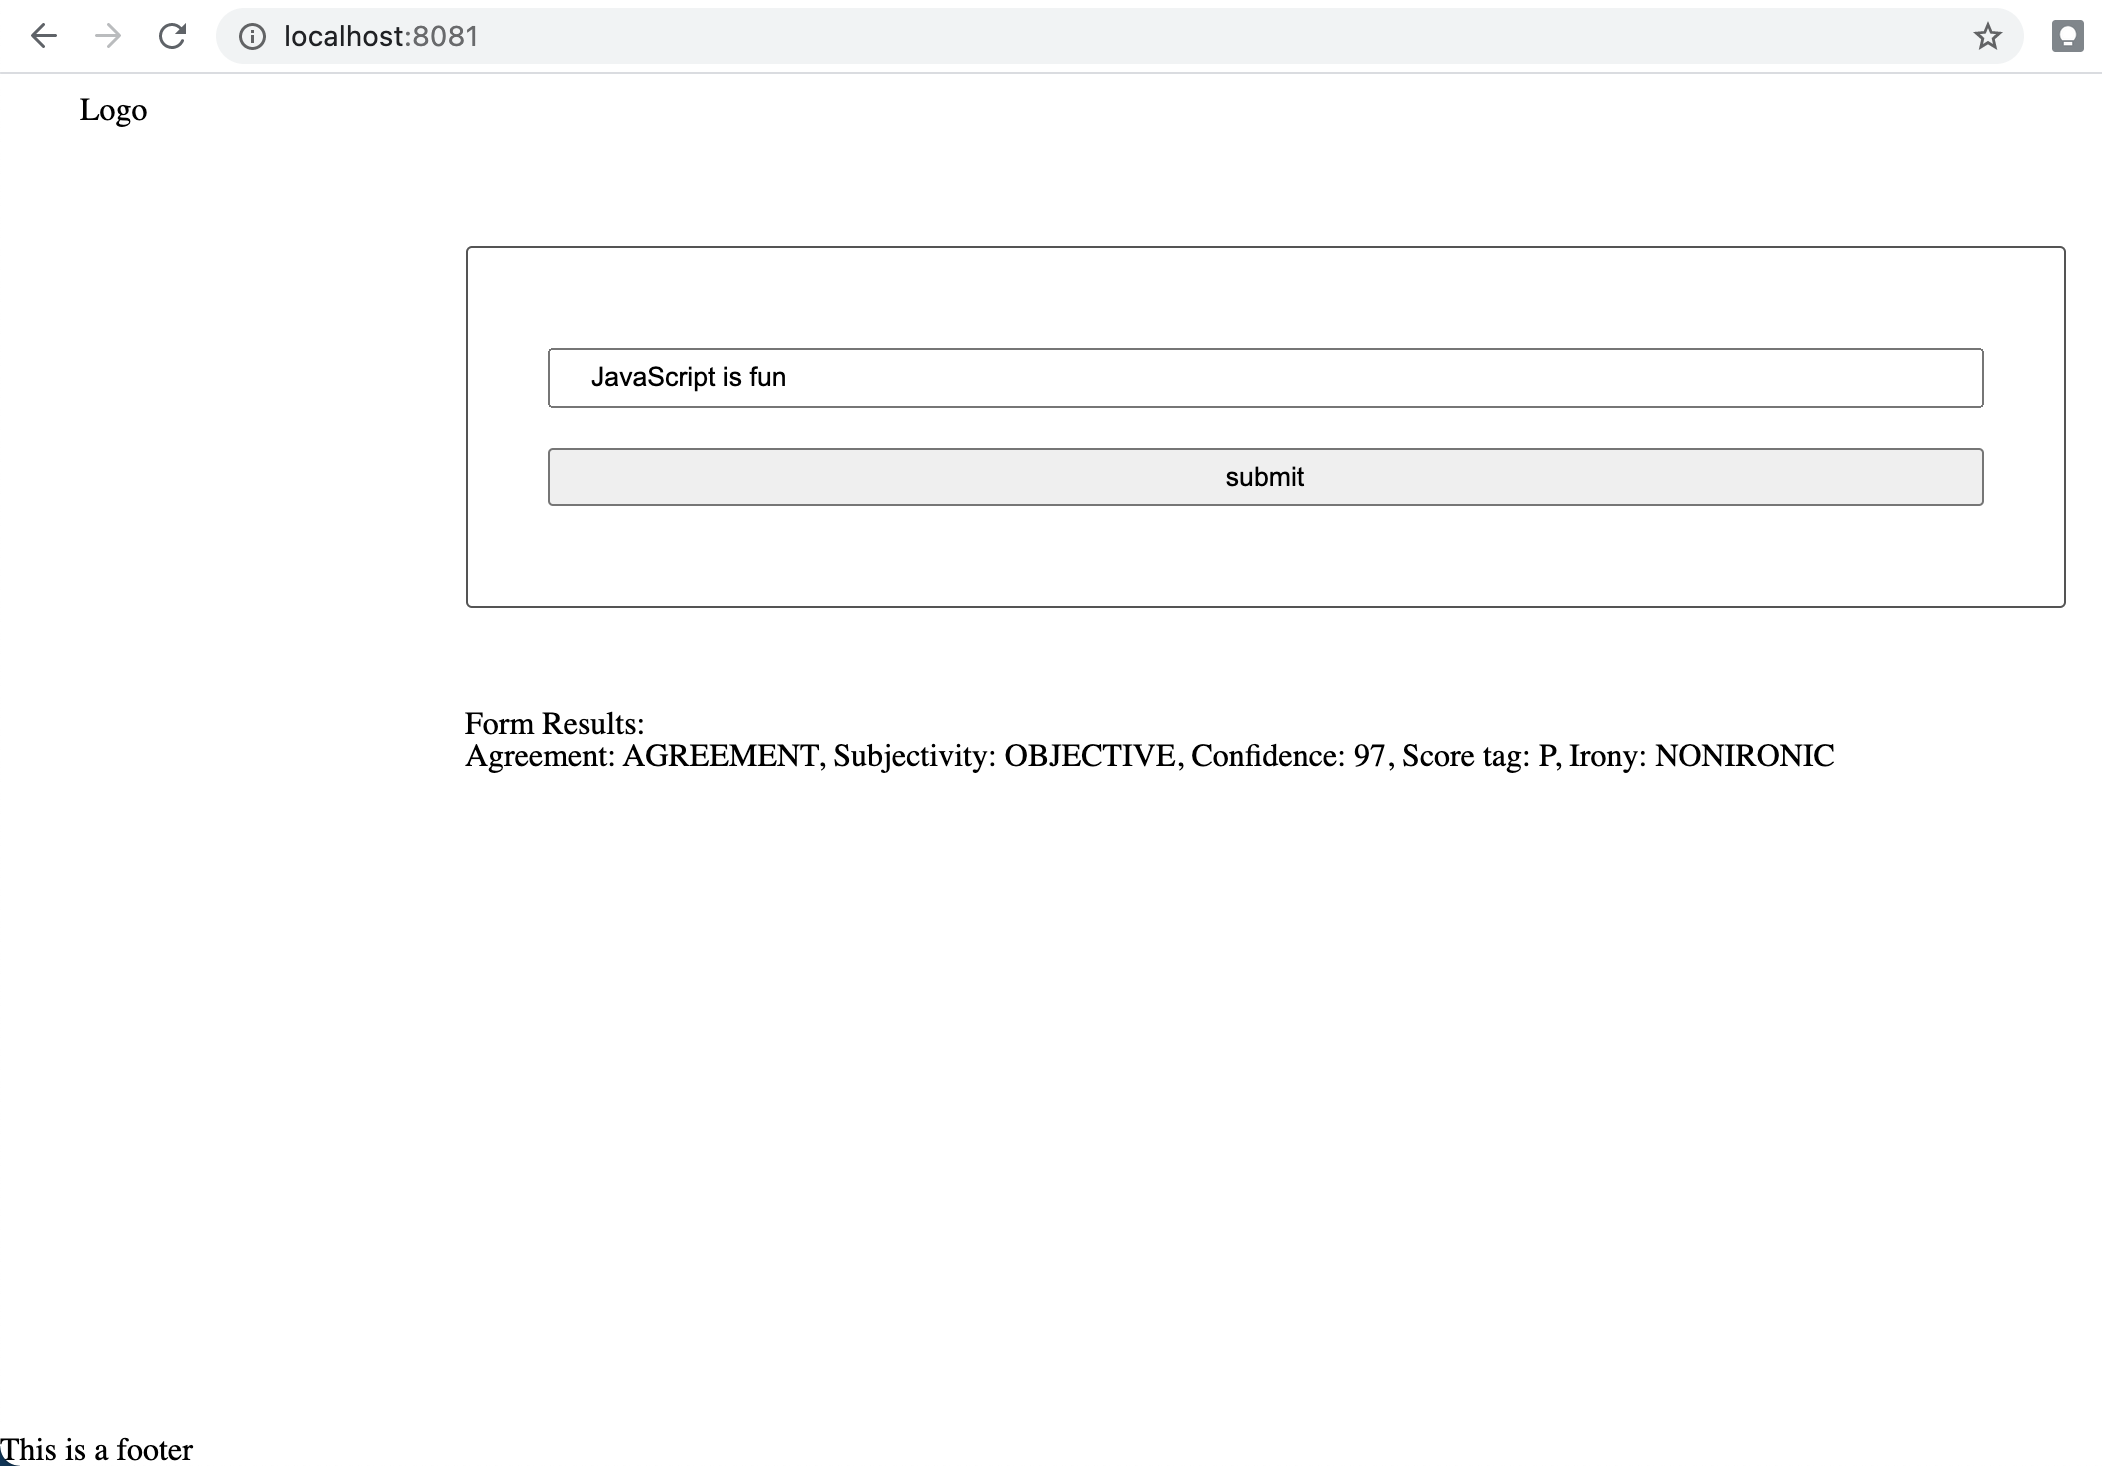 localhost:8081
Logo
JavaScript is fun
submit
Form Results:
Agreement: AGREEMENT, Subjectivity: OBJECTIVE, Confidence: 97, Score tag: P, Irony: NONIRONIC
This is a footer